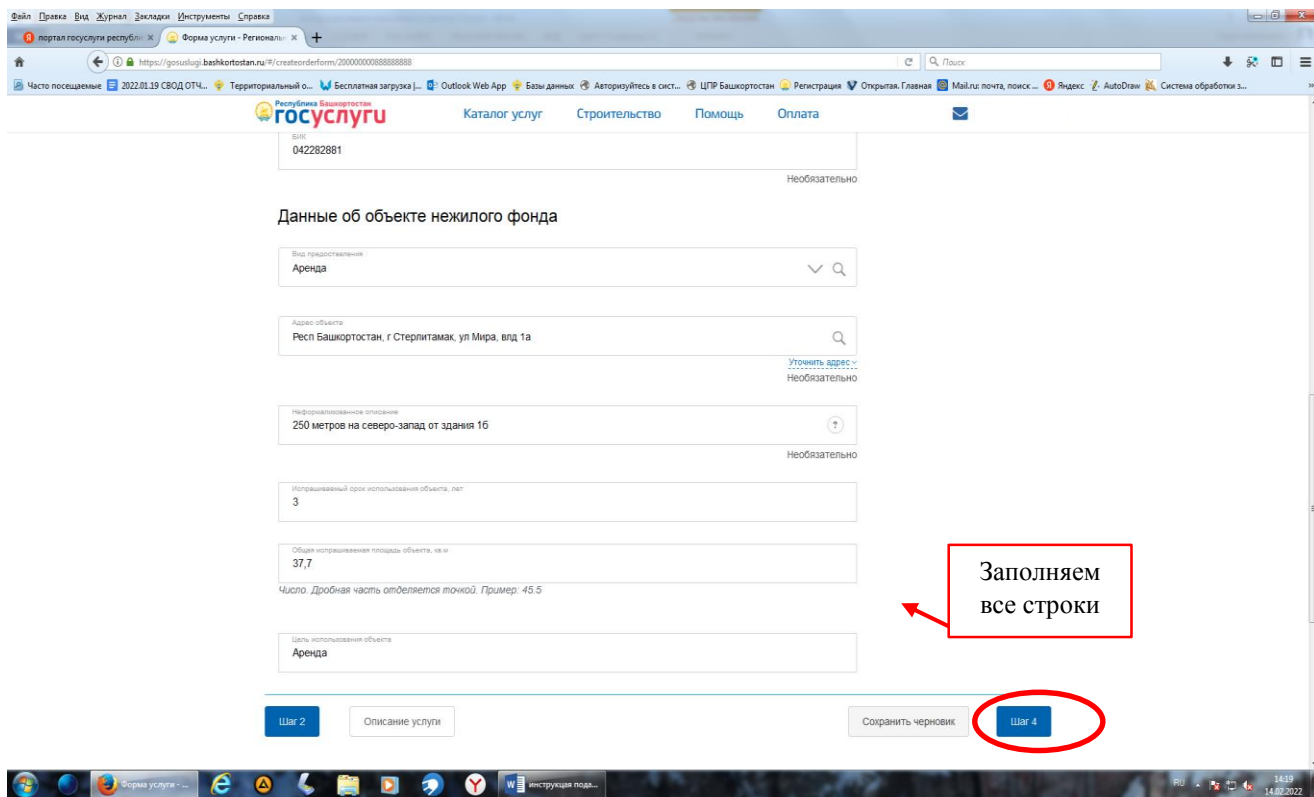 Файл Правка Вид Журнал Закладки Инструменты Справка
портал госуслуги республи × Форма услуги - Региональн × +
https://gosuslugi.bashkortostan.ru/#/createorderform/200000000888888888 Поиск
Часто посещаемые 2022.01.19 СВОД ОТЧ... Территориальный о... Бесплатная загрузка |... Outlook Web App Базы данных Авторизуйтесь в сист... ЦПР Башкортостан Регистрация Открытая. Главная Mail.ru: почта, поиск ... Яндекс AutoDraw Система обработки з... »
Республика Башкортостан
госуслуги Каталог услуг Строительство Помощь Оплата
БИК
042282881
Необязательно
Данные об объекте нежилого фонда
Вид предоставления
Аренда
Адрес объекта
Респ Башкортостан, г Стерлитамак, ул Мира, влд 1а
Уточнить адрес
Необязательно
Неформализованное описание
250 метров на северо-запад от здания 1б
?
Необязательно
Испрашиваемый срок использования объекта, лет
3
Общая испрашиваемая площадь объекта, кв.м
37,7
Число. Дробная часть отделяется точкой. Пример: 45.5
Заполняем
все строки
Цель использования объекта
Аренда
Шаг 2 Описание услуги Сохранить черновик Шаг 4
Форма услуги - ... инструкция пода... RU 14:19
14.02.2022